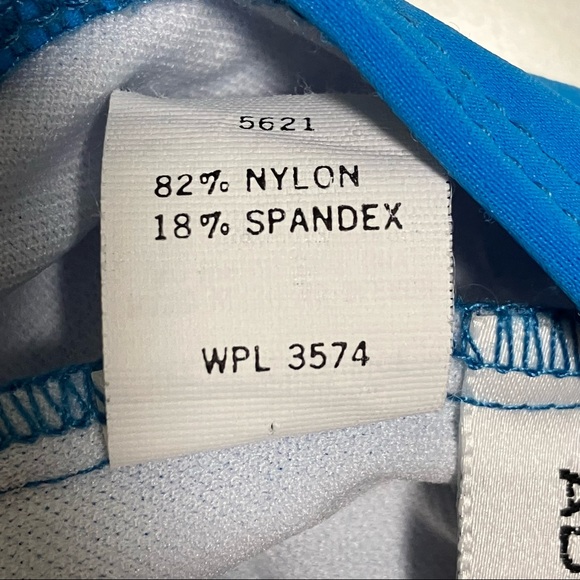 5621
82% NYLON
18% SPANDEX
WPL 3574